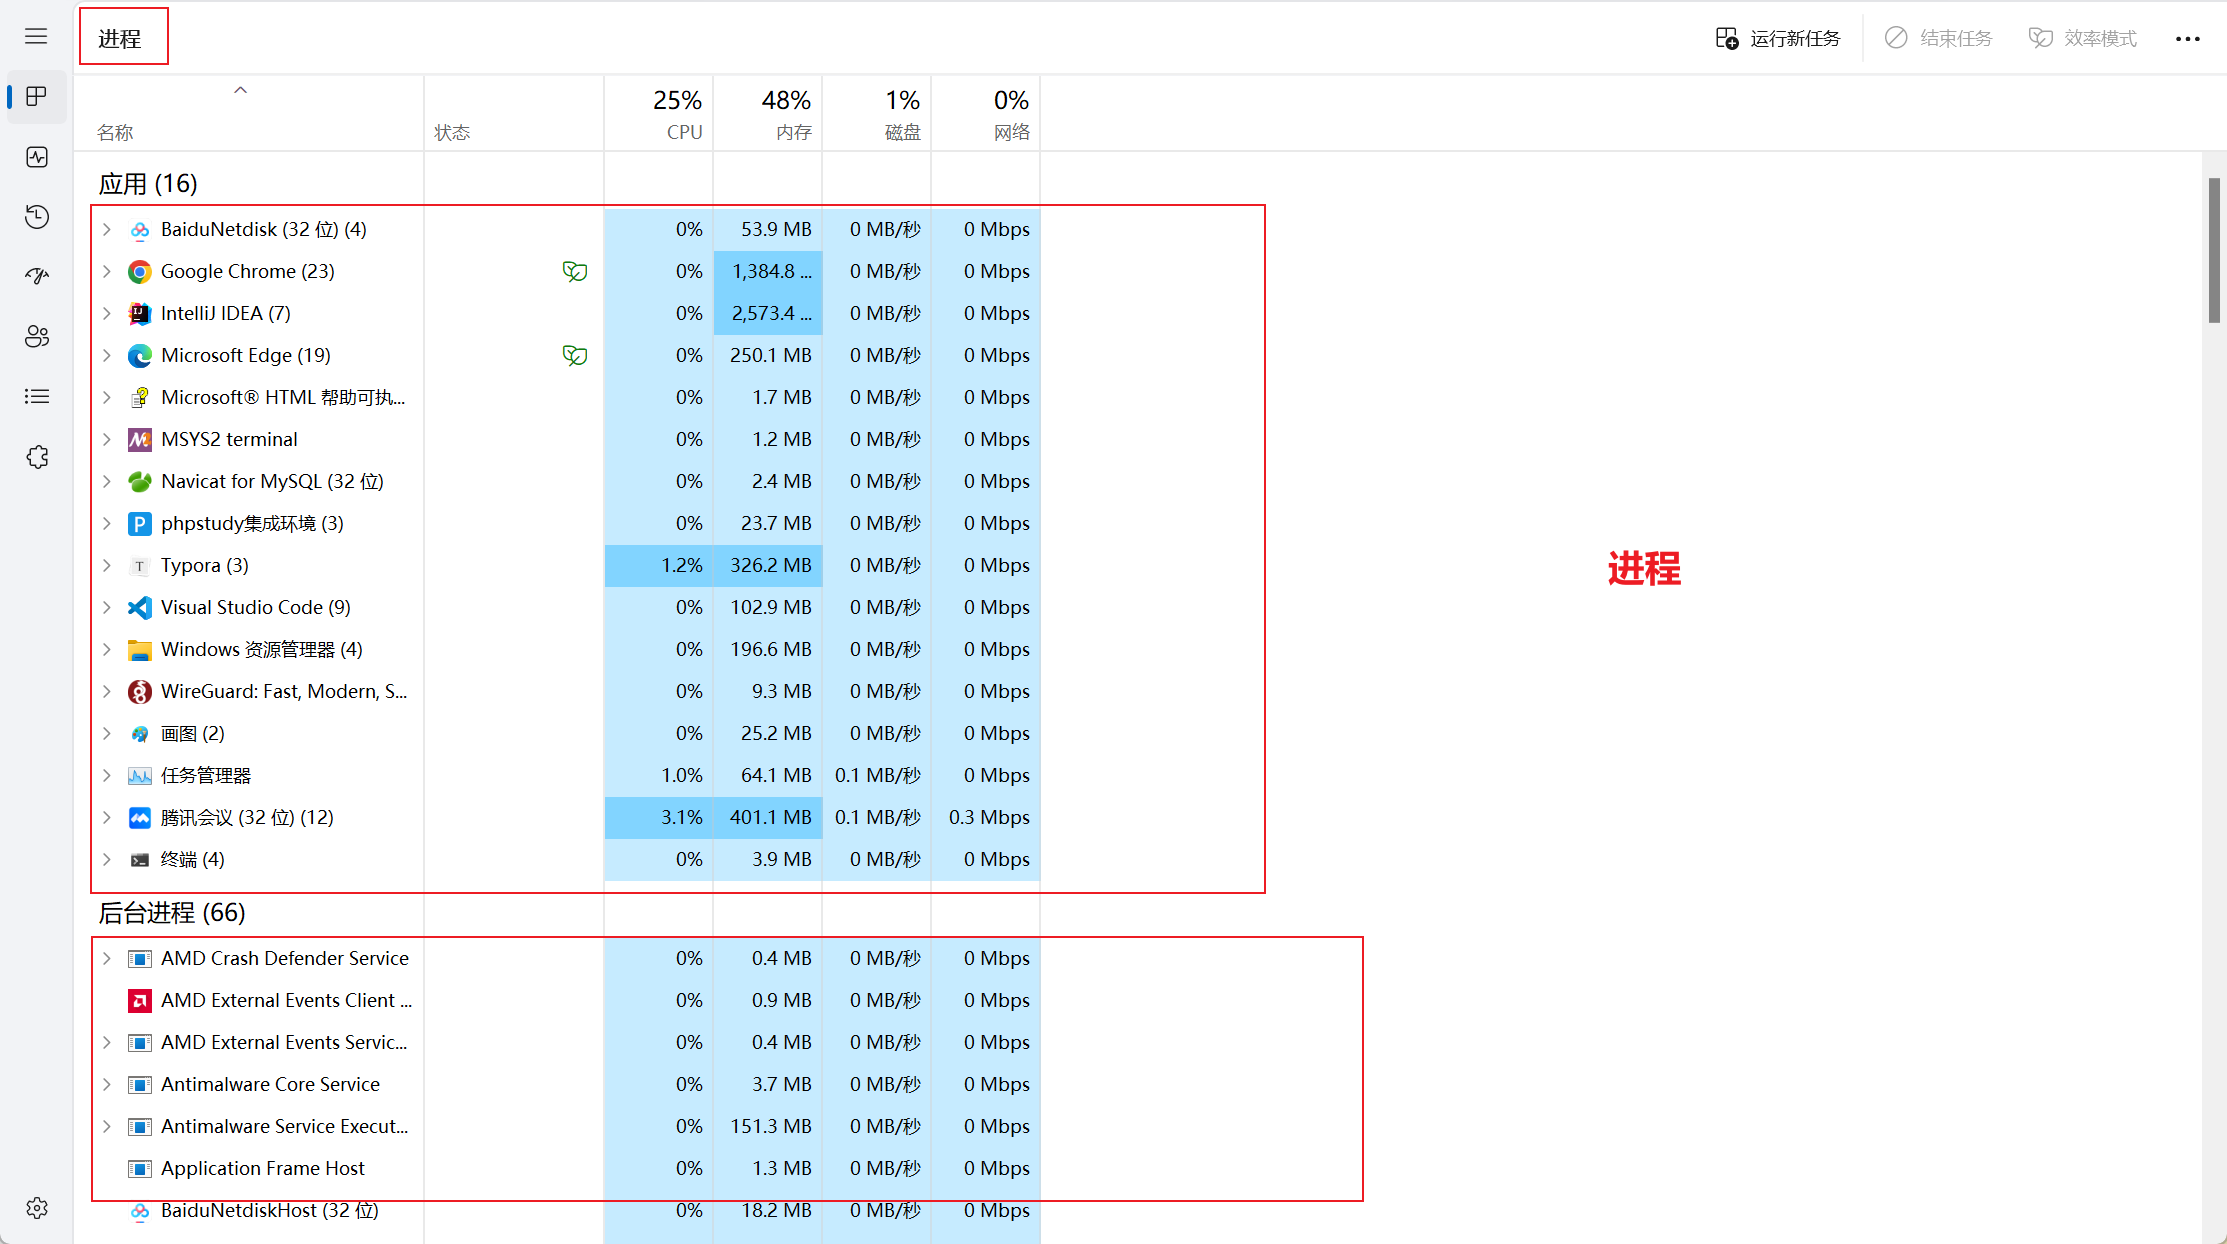 进程
运行新任务
结束任务
效率模式
25% 48% 1% 0%
名称 状态 CPU 内存 磁盘 网络
应用 (16)
BaiduNetdisk (32 位) (4) 0% 53.9 MB 0 MB/秒 0 Mbps
Google Chrome (23) 0% 1,384.8 ... 0 MB/秒 0 Mbps
IntelliJ IDEA (7) 0% 2,573.4 ... 0 MB/秒 0 Mbps
Microsoft Edge (19) 0% 250.1 MB 0 MB/秒 0 Mbps
Microsoft® HTML 帮助可执... 0% 1.7 MB 0 MB/秒 0 Mbps
MSYS2 terminal 0% 1.2 MB 0 MB/秒 0 Mbps
Navicat for MySQL (32 位) 0% 2.4 MB 0 MB/秒 0 Mbps
phpstudy集成环境 (3) 0% 23.7 MB 0 MB/秒 0 Mbps
Typora (3) 1.2% 326.2 MB 0 MB/秒 0 Mbps
进程
Visual Studio Code (9) 0% 102.9 MB 0 MB/秒 0 Mbps
Windows 资源管理器 (4) 0% 196.6 MB 0 MB/秒 0 Mbps
WireGuard: Fast, Modern, S... 0% 9.3 MB 0 MB/秒 0 Mbps
画图 (2) 0% 25.2 MB 0 MB/秒 0 Mbps
任务管理器 1.0% 64.1 MB 0.1 MB/秒 0 Mbps
腾讯会议 (32 位) (12) 3.1% 401.1 MB 0.1 MB/秒 0.3 Mbps
终端 (4) 0% 3.9 MB 0 MB/秒 0 Mbps
后台进程 (66)
AMD Crash Defender Service 0% 0.4 MB 0 MB/秒 0 Mbps
AMD External Events Client ... 0% 0.9 MB 0 MB/秒 0 Mbps
AMD External Events Servic... 0% 0.4 MB 0 MB/秒 0 Mbps
Antimalware Core Service 0% 3.7 MB 0 MB/秒 0 Mbps
Antimalware Service Execut... 0% 151.3 MB 0 MB/秒 0 Mbps
Application Frame Host 0% 1.3 MB 0 MB/秒 0 Mbps
BaiduNetdiskHost (32 位) 0% 18.2 MB 0 MB/秒 0 Mbps